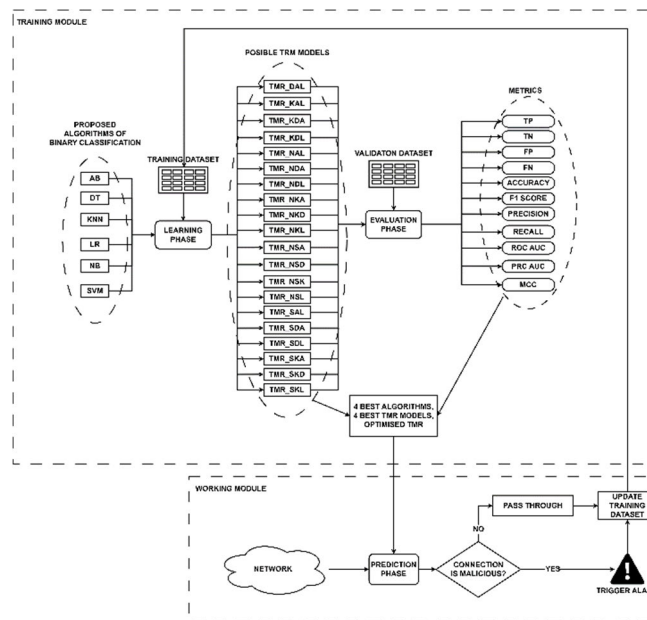 TRAINING MODULE
POSIBLE TRM MODELS
METRICS
PROPOSED
ALGORITHMS OF
BINARY CLASSIFICATION
TRAINING DATASET
VALIDATON DATASET
AB
DT
KNN
LR
NB
SVM
LEARNING
PHASE
TMR_DAL
TMR_KAL
TMR_KDA
TMR_KDL
TMR_NAL
TMR_NDA
TMR_NDL
TMR_NKA
TMR_NKD
TMR_NKL
TMR_NSA
TMR_NSD
TMR_NSK
TMR_NSL
TMR_SAL
TMR_SDA
TMR_SDL
TMR_SKA
TMR_SKD
TMR_SKL
EVALUATION
PHASE
TP
TN
FP
FN
ACCURACY
F1 SCORE
PRECISION
RECALL
ROC AUC
PRC AUC
MCC
4 BEST ALGORITHMS,
4 BEST TMR MODELS,
OPTIMISED TMR
WORKING MODULE
NETWORK
PREDICTION
PHASE
CONNECTION
IS MALICIOUS?
NO
YES
PASS THROUGH
UPDATE
TRAINING
DATASET
!
TRIGGER ALA